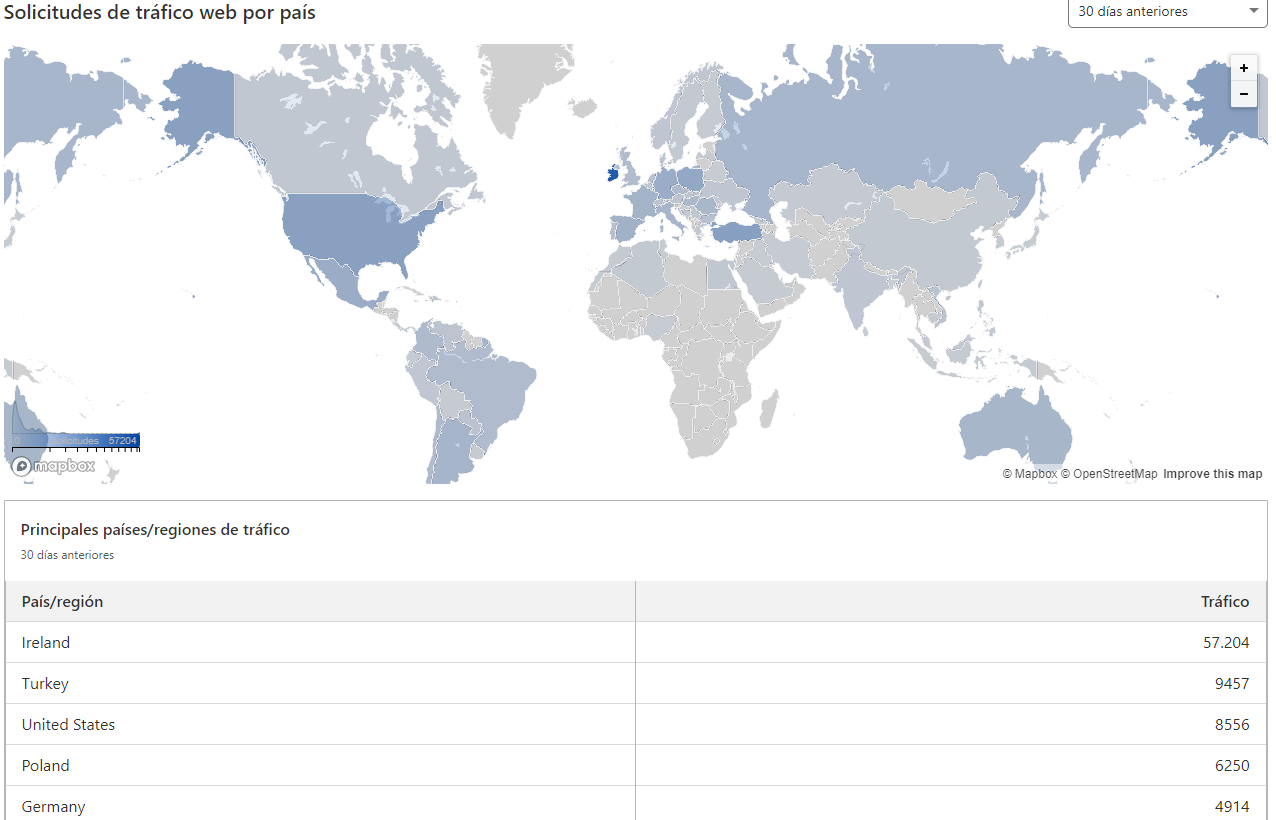 Solicitudes de tráfico web por país
30 días anteriores
+
−
0 solicitudes 57204
mapbox
© Mapbox © OpenStreetMap Improve this map
Principales países/regiones de tráfico
30 días anteriores
País/región Tráfico
Ireland 57.204
Turkey 9457
United States 8556
Poland 6250
Germany 4914